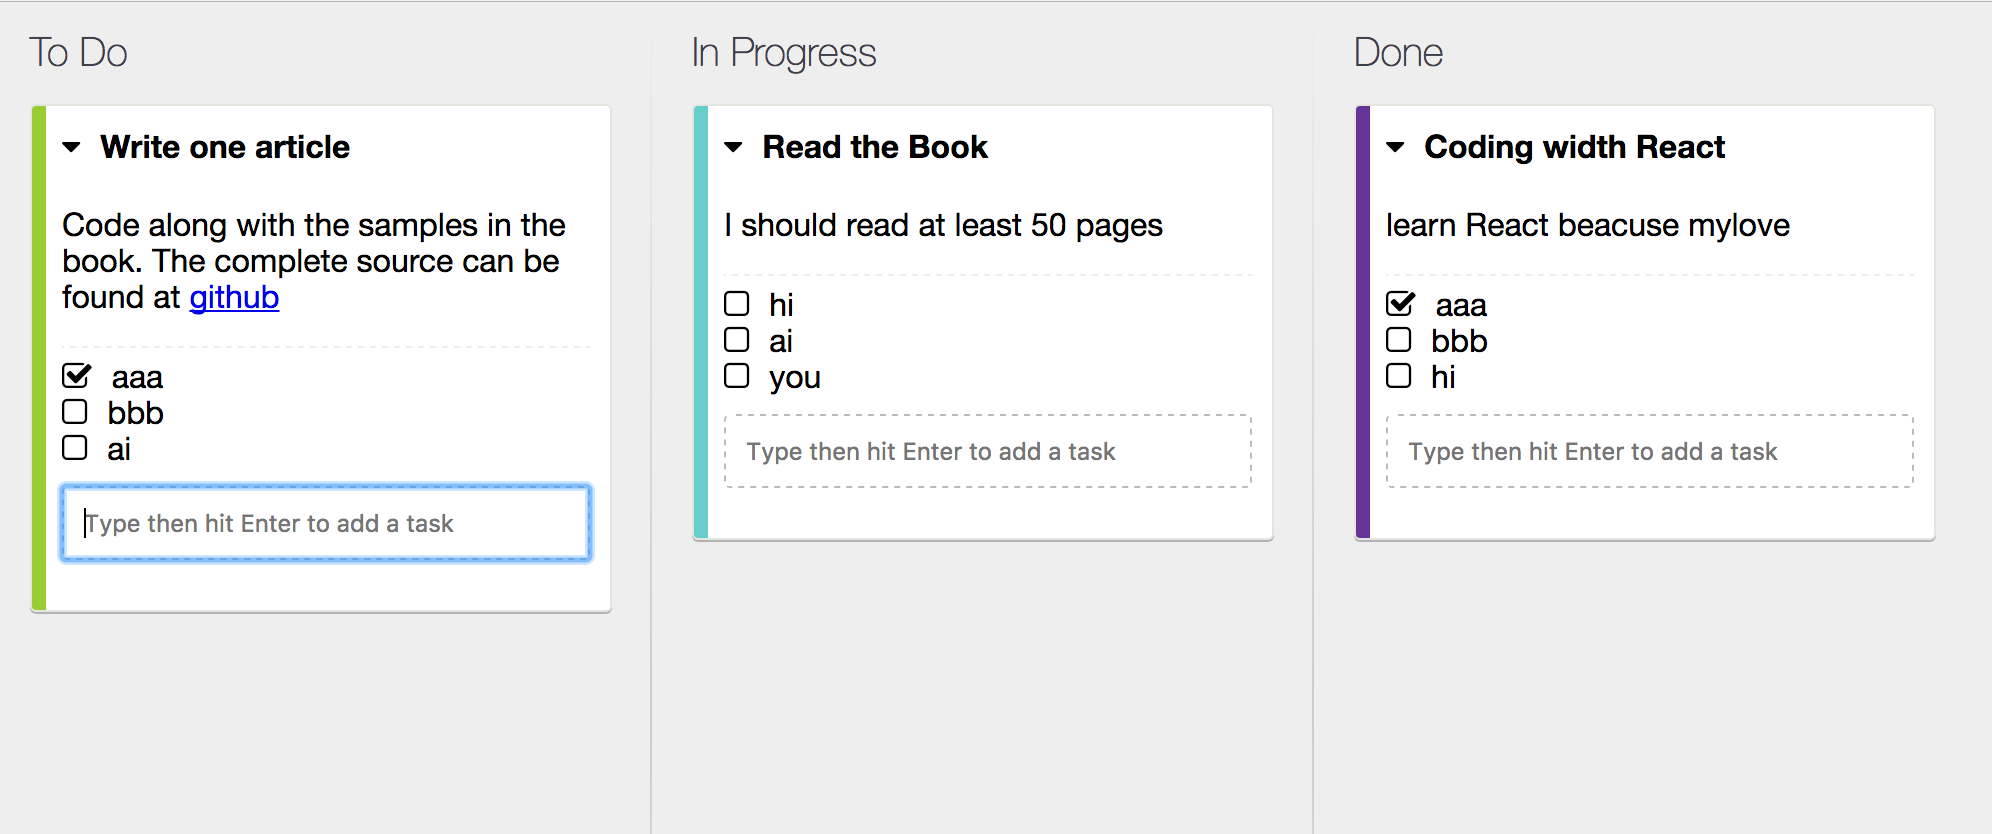 To Do
Write one article
Code along with the samples in the
book. The complete source can be
found at github
aaa
bbb
ai
Type then hit Enter to add a task
In Progress
Read the Book
I should read at least 50 pages
hi
ai
you
Type then hit Enter to add a task
Done
Coding width React
learn React beacuse mylove
aaa
bbb
hi
Type then hit Enter to add a task